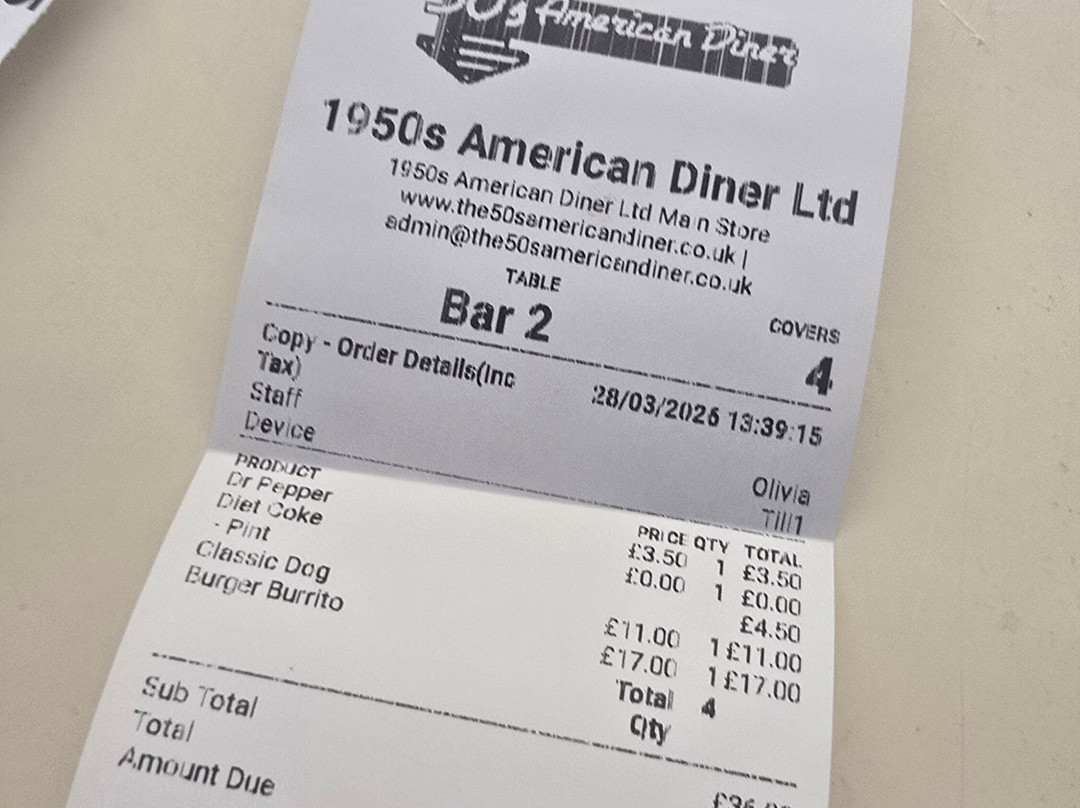 50s American Diner
1950s American Diner Ltd
1950s American Diner Ltd Main Store
www.the50samericandiner.co.uk |
admin@the50samericandiner.co.uk
TABLE COVERS
Bar 2 4
Copy - Order Details(Inc Tax) 28/03/2026 13:39:15
Staff Olivia
Device Till1
PRODUCT PRICE QTY TOTAL
Dr Pepper £3.50 1 £3.50
Diet Coke £0.00 1 £0.00
- Pint £4.50
Classic Dog £11.00 1 £11.00
Burger Burrito £17.00 1 £17.00
Total Qty 4
Sub Total
Total
Amount Due